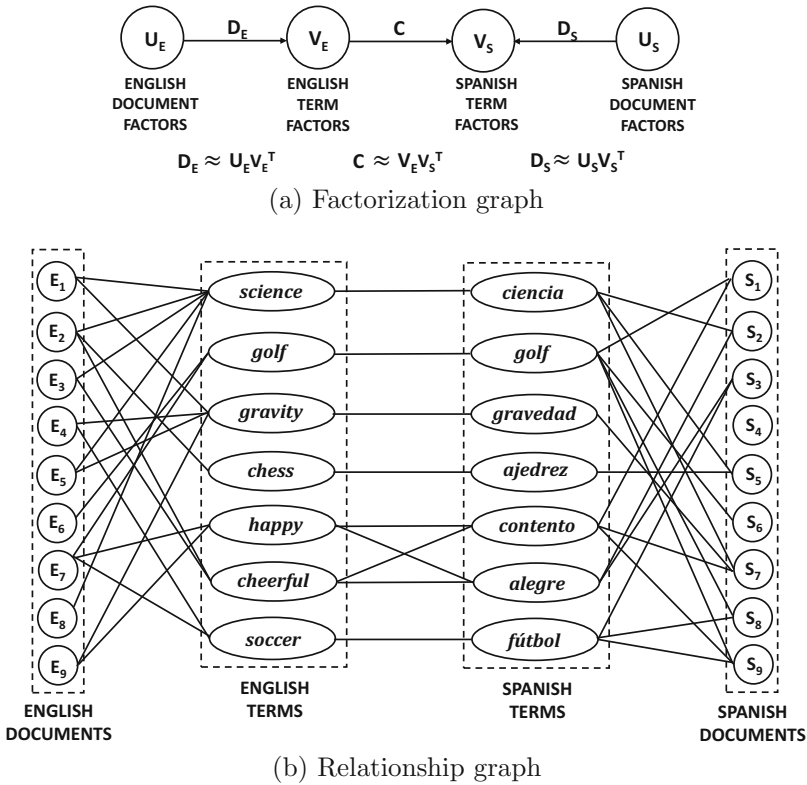 U_E D_E V_E C V_S D_S U_S
ENGLISH DOCUMENT FACTORS
ENGLISH TERM FACTORS
SPANISH TERM FACTORS
SPANISH DOCUMENT FACTORS
D_E ≈ U_E V_E^T C ≈ V_E V_S^T D_S ≈ U_S V_S^T
(a) Factorization graph
E₁ science ciencia S₁
E₂ golf golf S₂
E₃ gravity gravedad S₃
E₄ S₄
E₅ chess ajedrez S₅
E₆ happy contento S₆
E₇ cheerful alegre S₇
E₈ soccer fútbol S₈
E₉ S₉
ENGLISH DOCUMENTS
ENGLISH TERMS
SPANISH TERMS
SPANISH DOCUMENTS
(b) Relationship graph